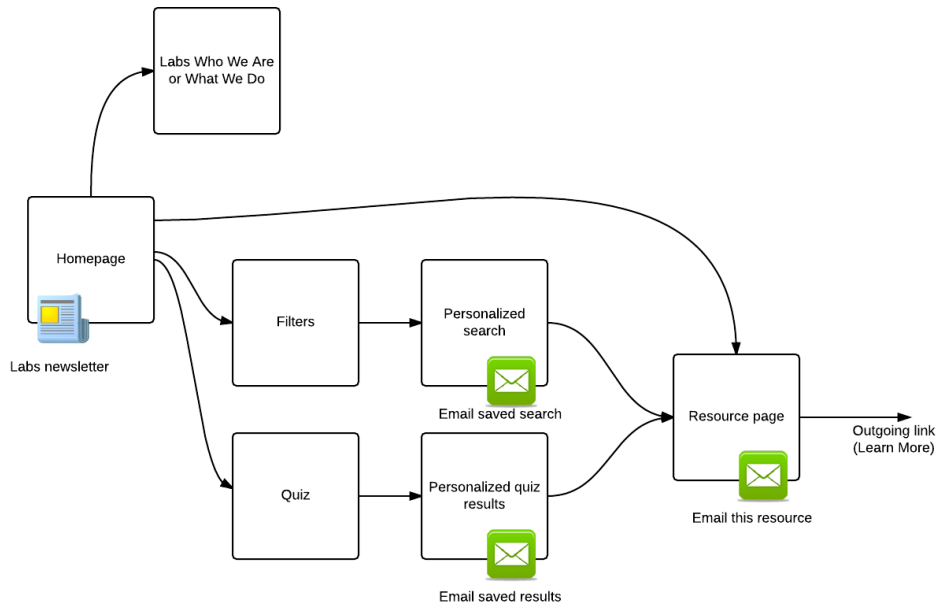 Labs Who We Are
or What We Do
Homepage
Labs newsletter
Filters
Personalized
search
Email saved search
Quiz
Personalized quiz
results
Email saved results
Resource page
Email this resource
Outgoing link
(Learn More)